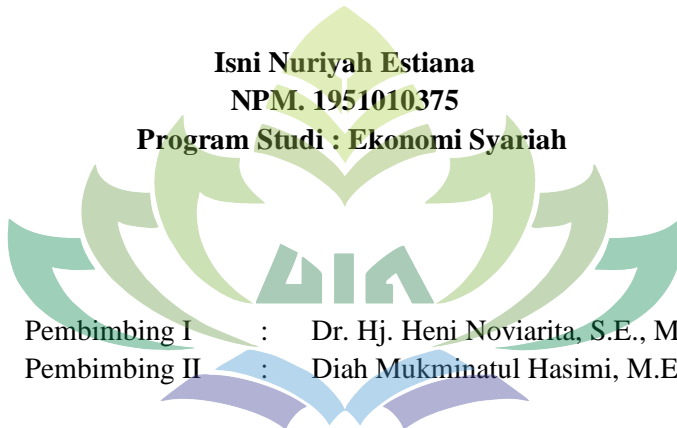 Isni Nuriyah Estiana
NPM. 1951010375
Program Studi : Ekonomi Syariah
UIN
Pembimbing I : Dr. Hj. Heni Noviarita, S.E., M
Pembimbing II : Diah Mukminatul Hasimi, M.E